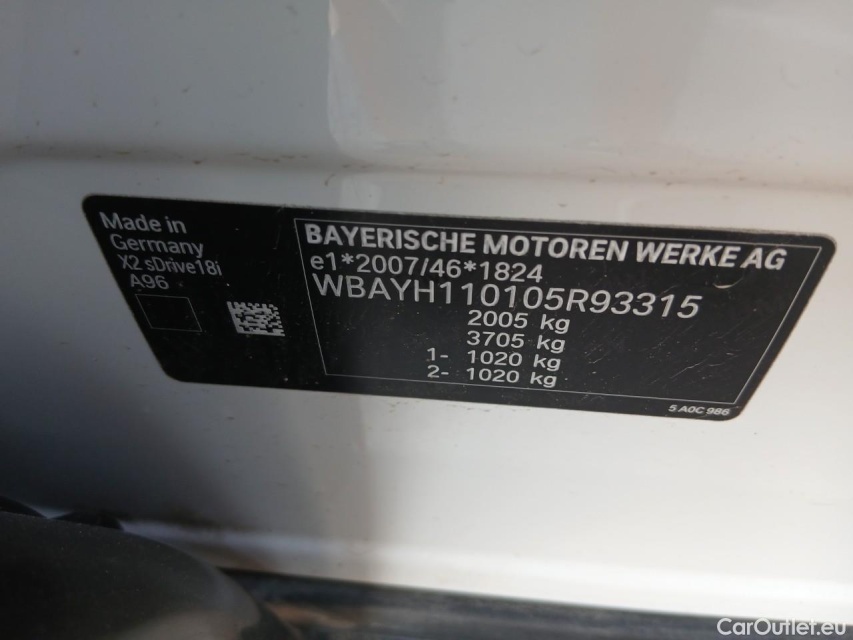 Made in
Germany
X2 sDrive18i
A96
BAYERISCHE MOTOREN WERKE AG
e1*2007/46*1824
WBAYH110105R93315
2005 kg
3705 kg
1- 1020 kg
2- 1020 kg
5 A0C 986
CarOutlet.eu